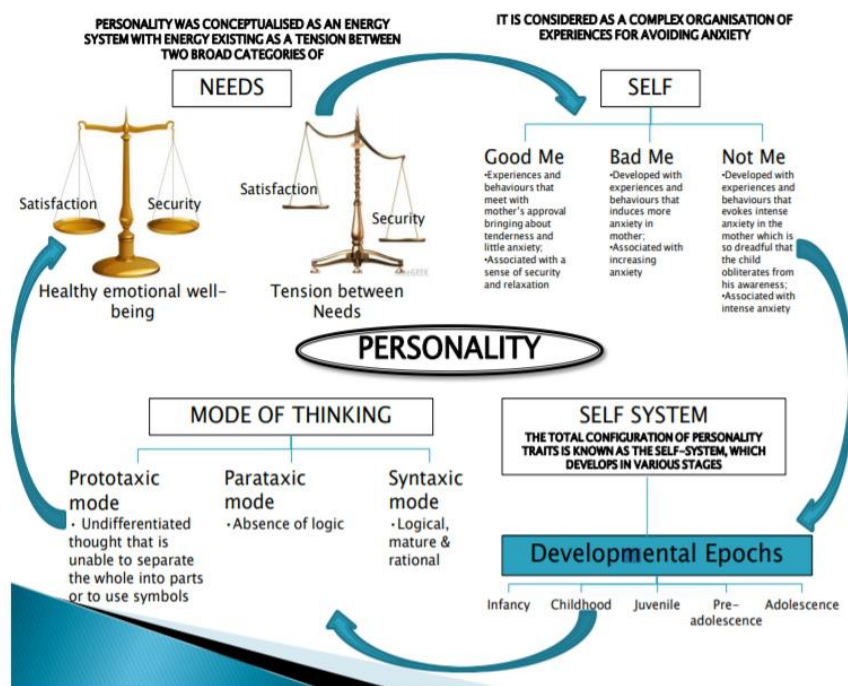 PERSONALITY WAS CONCEPTUALISED AS AN ENERGY
SYSTEM WITH ENERGY EXISTING AS A TENSION BETWEEN
TWO BROAD CATEGORIES OF
NEEDS
Satisfaction
Security
Healthy emotional well-
being
Satisfaction
Security
Tension between
Needs
IT IS CONSIDERED AS A COMPLEX ORGANISATION OF
EXPERIENCES FOR AVOIDING ANXIETY
SELF
Good Me
•Experiences and
behaviours that
meet with
mother's approval
bringing about
tenderness and
little anxiety;
•Associated with a
sense of security
and relaxation
Bad Me
•Developed with
experiences and
behaviours that
induces more
anxiety in
mother;
•Associated with
increasing
anxiety
Not Me
•Developed with
experiences and
behaviours that
evokes intense
anxiety in the
mother which is
so dreadful that
the child
obliterates from
his awareness;
•Associated with
intense anxiety
PERSONALITY
MODE OF THINKING
Prototaxic
mode
• Undifferentiated
thought that is
unable to separate
the whole into parts
or to use symbols
Parataxic
mode
•Absence of logic
Syntaxic
mode
•Logical,
mature &
rational
SELF SYSTEM
THE TOTAL CONFIGURATION OF PERSONALITY
TRAITS IS KNOWN AS THE SELF-SYSTEM, WHICH
DEVELOPS IN VARIOUS STAGES
Developmental Epochs
Infancy
Childhood
Juvenile
Pre-
adolescence
Adolescence